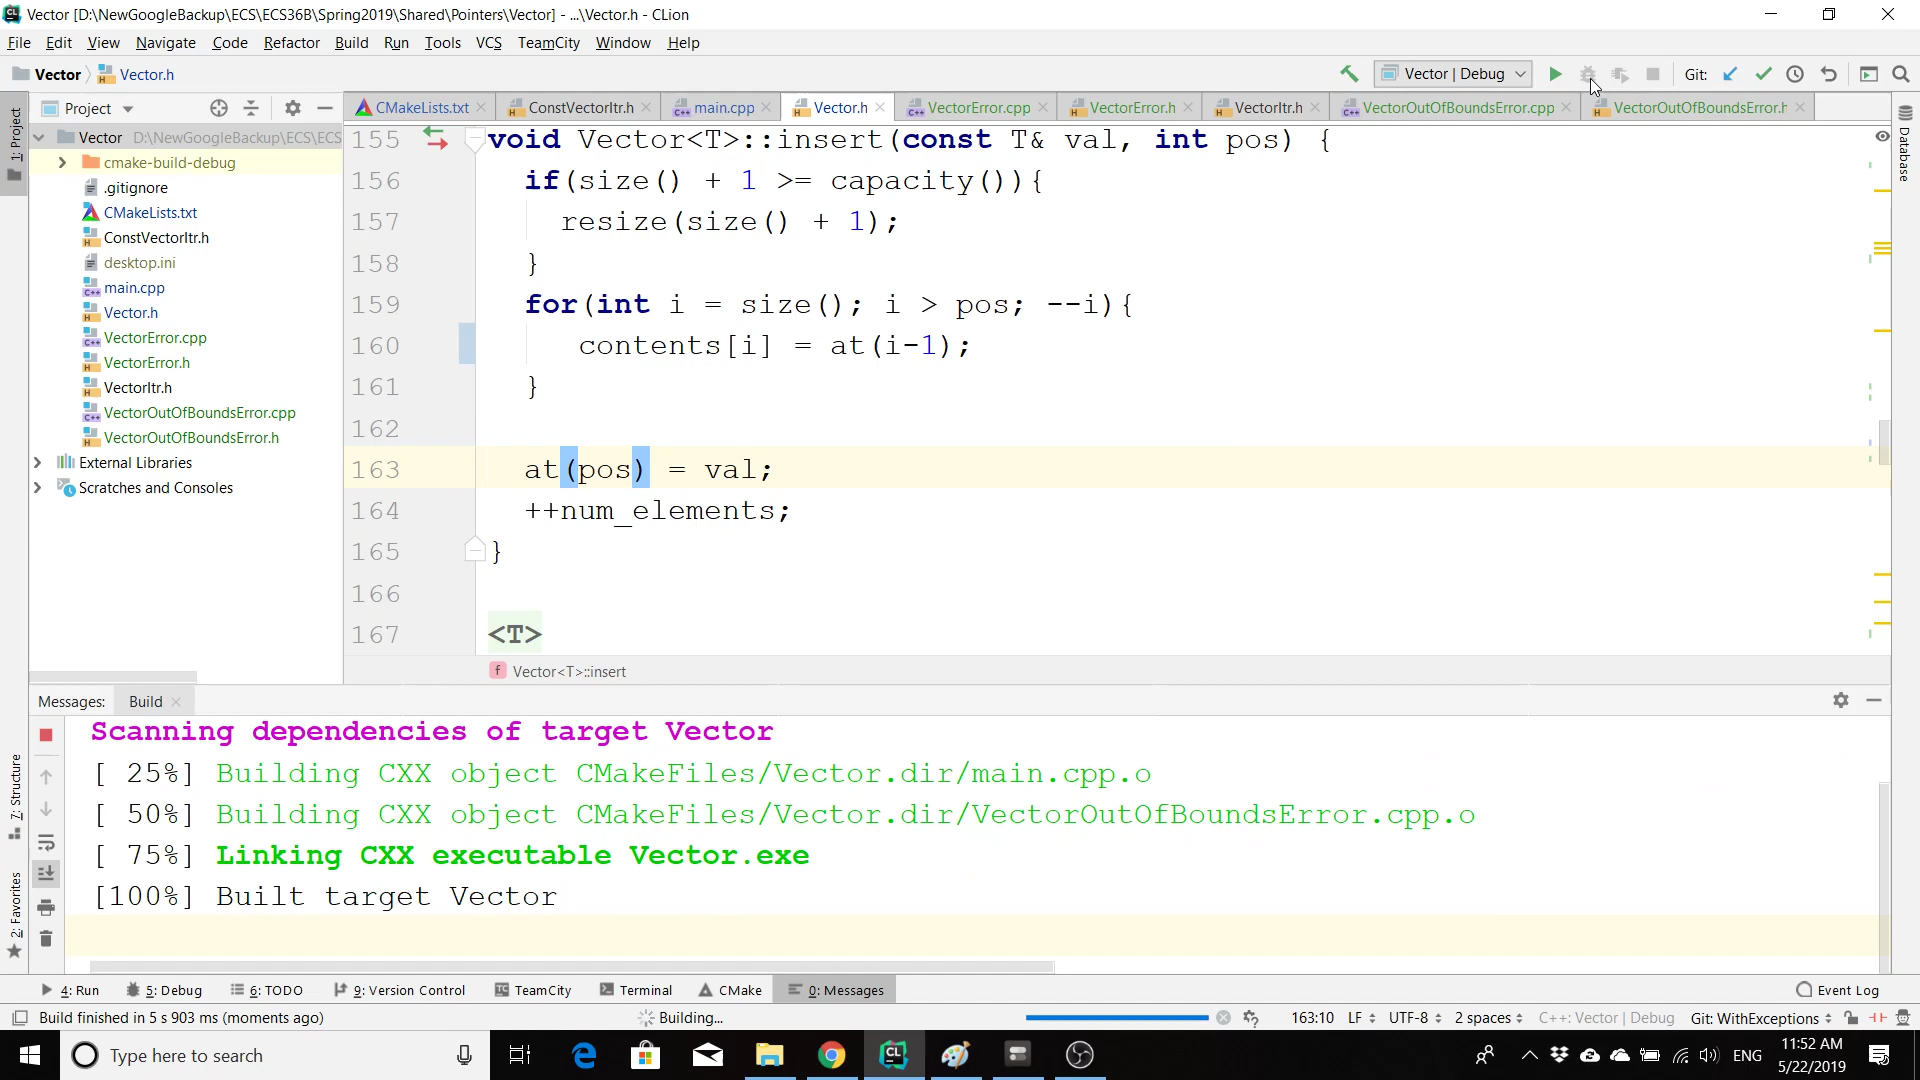 Vector [D:\NewGoogleBackup\ECS\ECS36B\Spring2019\Shared\Pointers\Vector] - ...\Vector.h - CLion
File Edit View Navigate Code Refactor Build Run Tools VCS TeamCity Window Help
Vector Vector.h Vector | Debug Git:
Project
CMakeLists.txt ConstVectorItr.h main.cpp Vector.h VectorError.cpp VectorError.h VectorItr.h VectorOutOfBoundsError.cpp VectorOutOfBoundsError.h
1: Project
Database
Vector D:\NewGoogleBackup\ECS\ECS
cmake-build-debug
.gitignore
CMakeLists.txt
ConstVectorItr.h
desktop.ini
main.cpp
Vector.h
VectorError.cpp
VectorError.h
VectorItr.h
VectorOutOfBoundsError.cpp
VectorOutOfBoundsError.h
External Libraries
Scratches and Consoles
155 void Vector<T>::insert(const T& val, int pos) {
156 if(size() + 1 >= capacity()){
157 resize(size() + 1);
158 }
159 for(int i = size(); i > pos; --i){
160 contents[i] = at(i-1);
161 }
162
163 at(pos) = val;
164 ++num_elements;
165 }
166
167 <T>
f Vector<T>::insert
Messages: Build
7: Structure
2: Favorites
Scanning dependencies of target Vector
[ 25%] Building CXX object CMakeFiles/Vector.dir/main.cpp.o
[ 50%] Building CXX object CMakeFiles/Vector.dir/VectorOutOfBoundsError.cpp.o
[ 75%] Linking CXX executable Vector.exe
[100%] Built target Vector
4: Run 5: Debug 6: TODO 9: Version Control TeamCity Terminal CMake 0: Messages Event Log
Build finished in 5 s 903 ms (moments ago) Building... 163:10 LF UTF-8 2 spaces C++: Vector | Debug Git: WithExceptions
Type here to search ENG 11:52 AM
5/22/2019